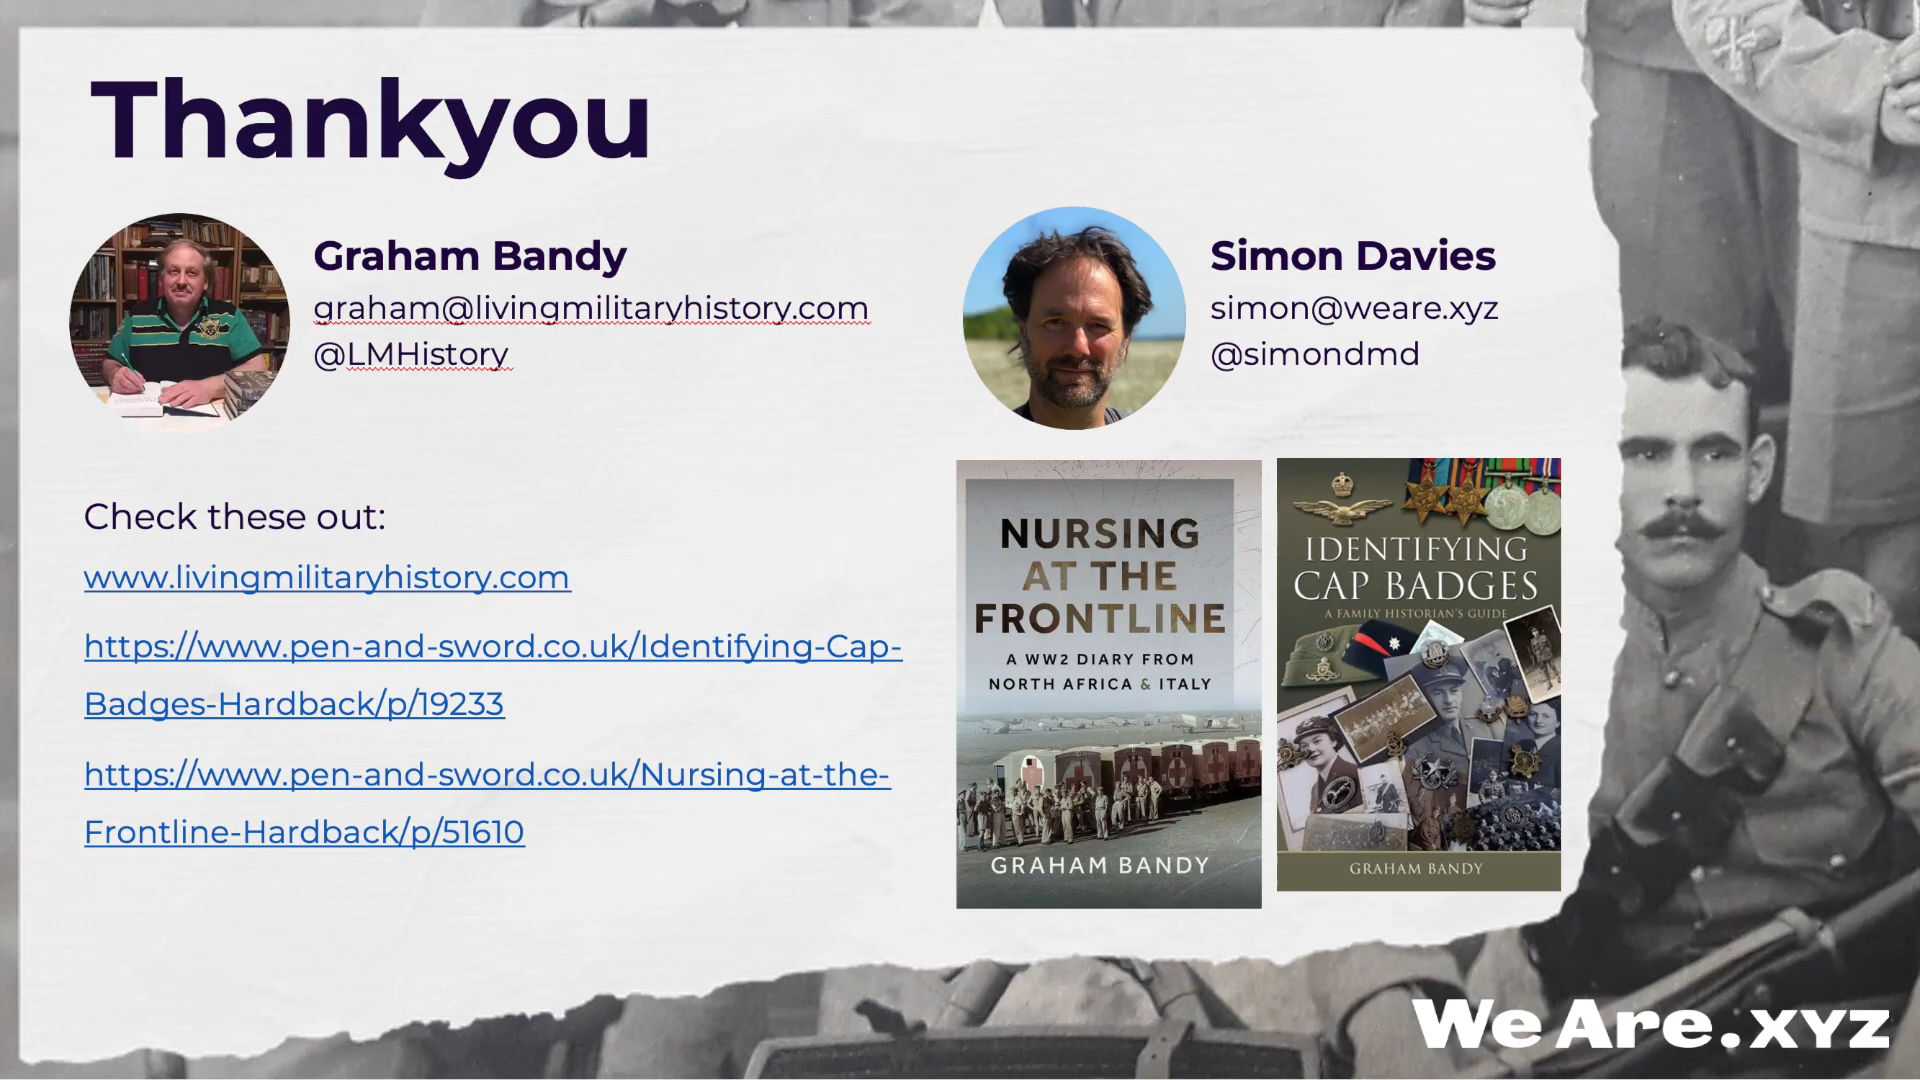 Thankyou
Graham Bandy
graham@livingmilitaryhistory.com
@LMHistory
Simon Davies
simon@weare.xyz
@simondmd
Check these out:
www.livingmilitaryhistory.com
https://www.pen-and-sword.co.uk/Identifying-Cap-
Badges-Hardback/p/19233
https://www.pen-and-sword.co.uk/Nursing-at-the-
Frontline-Hardback/p/51610
NURSING
AT THE
FRONTLINE
A WW2 DIARY FROM
NORTH AFRICA & ITALY
GRAHAM BANDY
IDENTIFYING
CAP BADGES
A FAMILY HISTORIAN'S GUIDE
GRAHAM BANDY
We Are.xyz